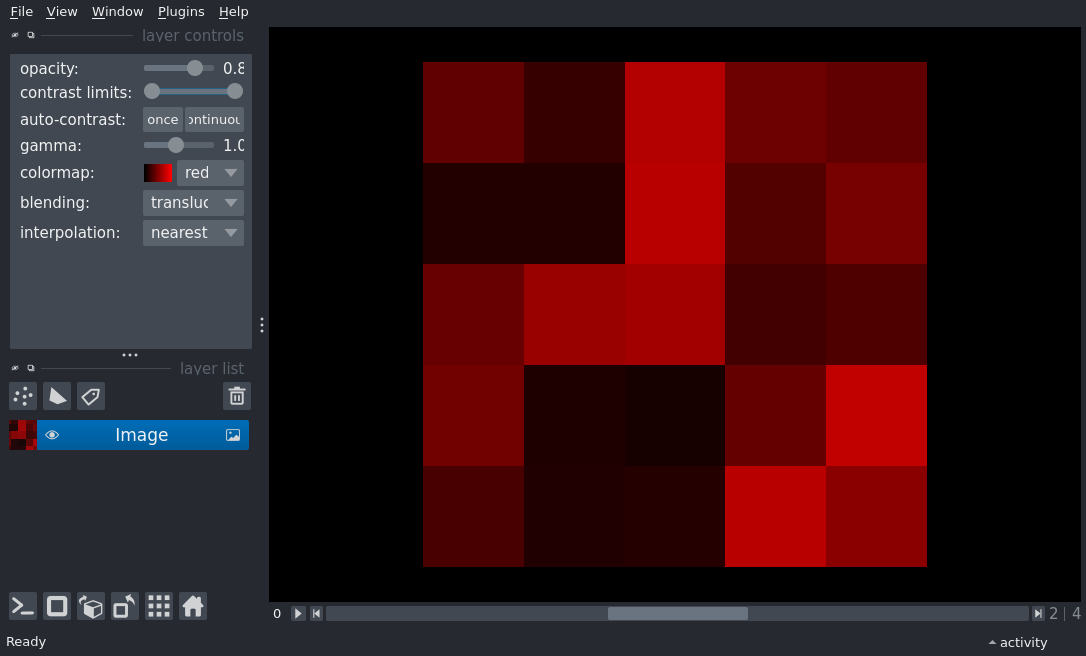 File View Window Plugins Help
layer controls
opacity: 0.8
contrast limits:
auto-contrast: once ontinuou
gamma: 1.0
colormap: red
blending: transluc
interpolation: nearest
layer list
Image
0 2 | 4
Ready
activity